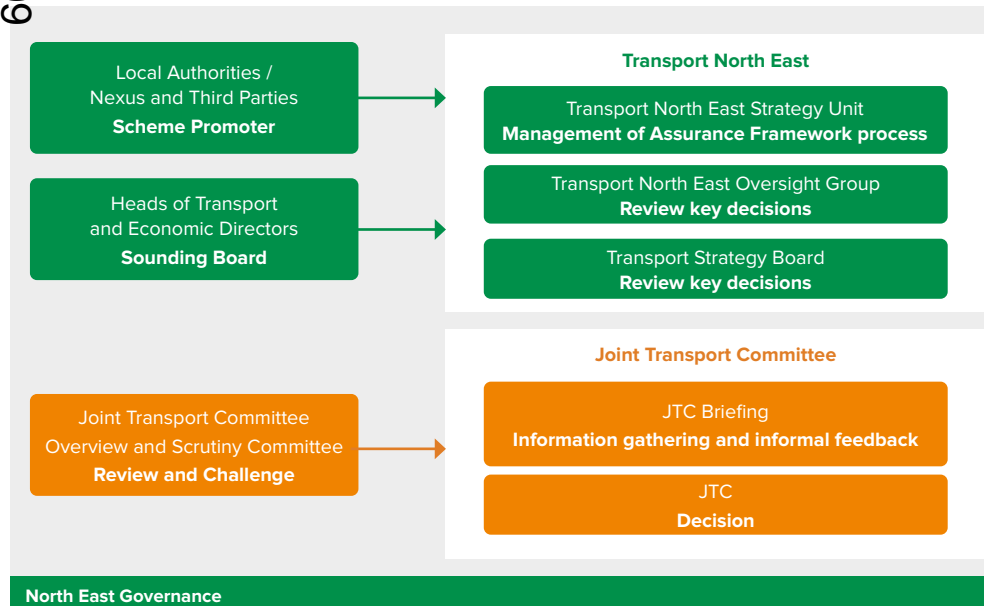 Local Authorities /
Nexus and Third Parties
Scheme Promoter
Heads of Transport
and Economic Directors
Sounding Board
Transport North East
Transport North East Strategy Unit
Management of Assurance Framework process
Transport North East Oversight Group
Review key decisions
Transport Strategy Board
Review key decisions
Joint Transport Committee
Overview and Scrutiny Committee
Review and Challenge
Joint Transport Committee
JTC Briefing
Information gathering and informal feedback
JTC
Decision
North East Governance